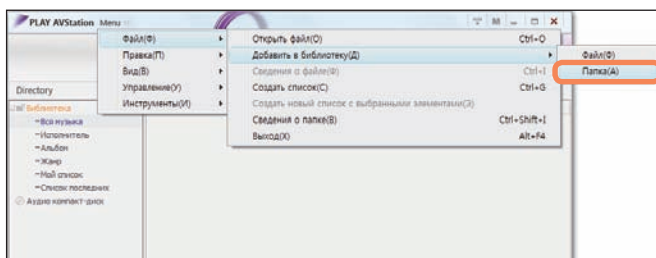 PLAY AVStation Menu
Файл(Ф)
Правка(П)
Вид(В)
Управление(У)
Инструменты(И)
Открыть файл(O) Ctrl+O
Добавить в библиотеку(Д)
Сведения о файле(Ф) Ctrl+I
Создать список(С) Ctrl+G
Создать новый список с выбранными элементами(Э)
Сведения о папке(В) Ctrl+Shift+I
Выход(X) Alt+F4
Файл(Ф)
Папка(А)
Directory
Библиотека
Вся музыка
Исполнитель
Альбом
Жанр
Мой список
Список последних
Аудио компакт-диск